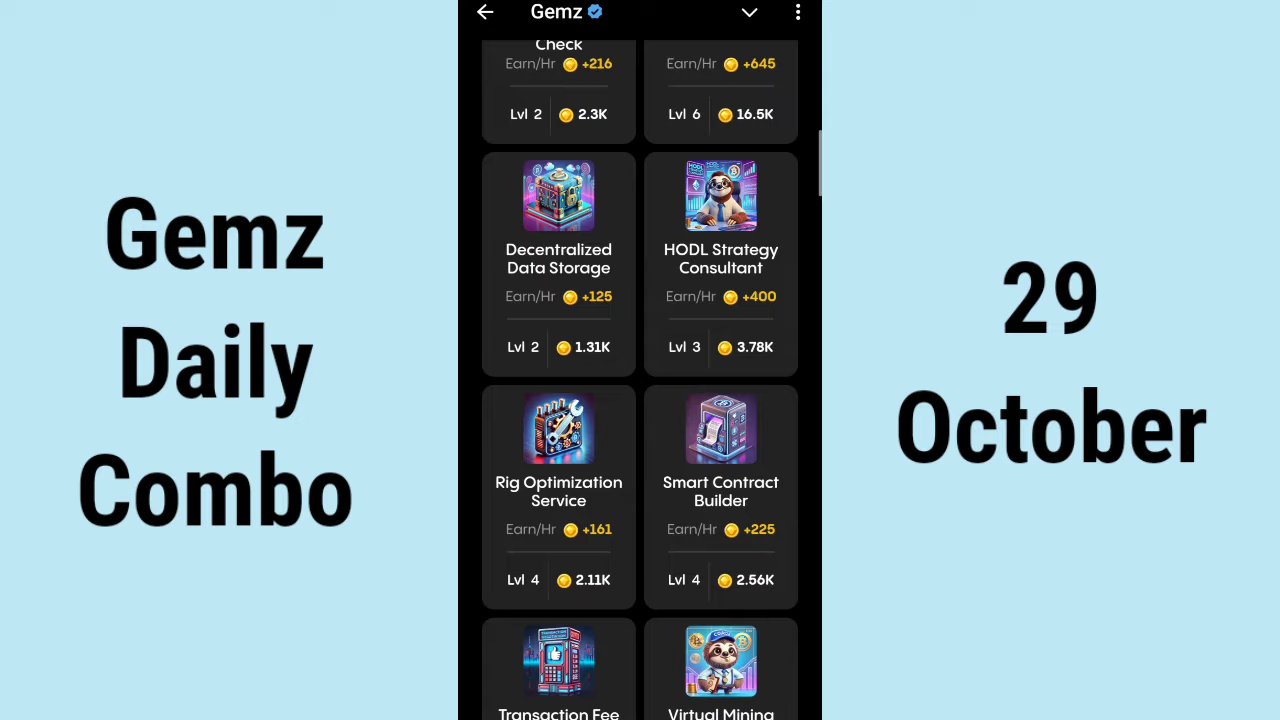 Gemz
Daily
Combo
Gemz
Check
Earn/Hr +216
Lvl 2 2.3K
Earn/Hr +645
Lvl 6 16.5K
Decentralized
Data Storage
Earn/Hr +125
Lvl 2 1.31K
HODL Strategy
Consultant
Earn/Hr +400
Lvl 3 3.78K
Rig Optimization
Service
Earn/Hr +161
Lvl 4 2.11K
Smart Contract
Builder
Earn/Hr +225
Lvl 4 2.56K
Transaction Fee
Virtual Mining
29
October